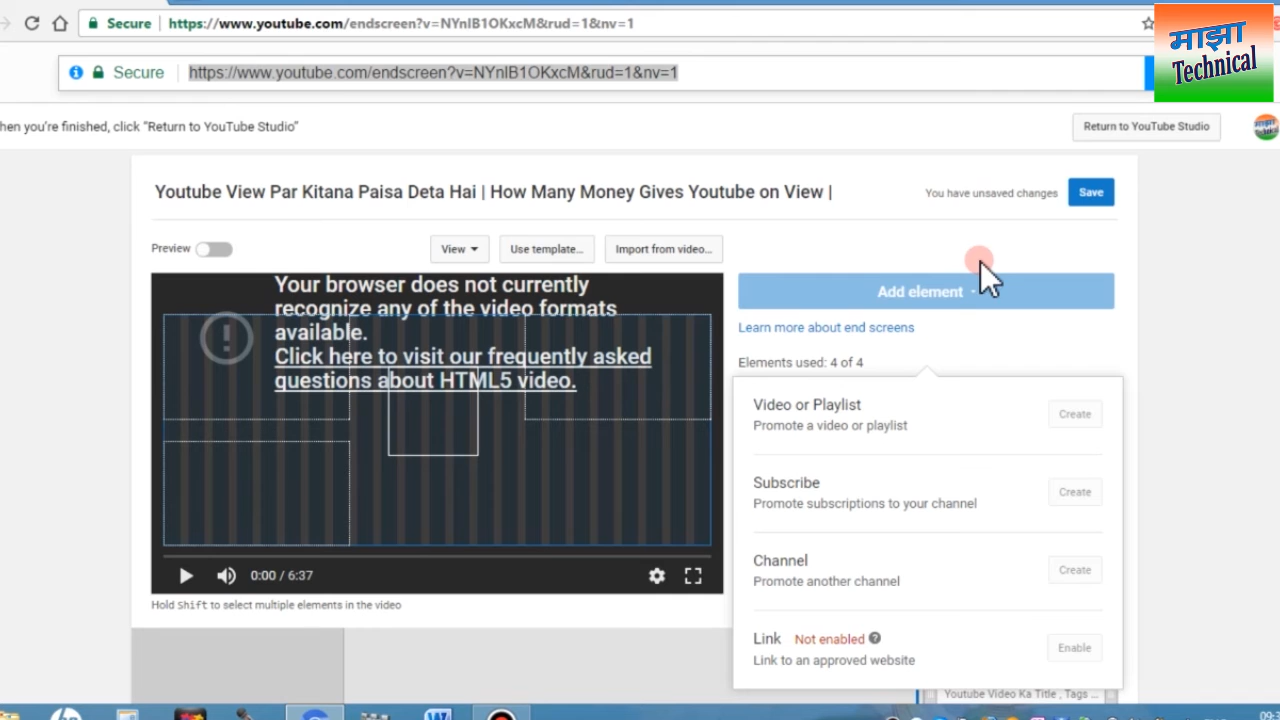 Secure https://www.youtube.com/endscreen?v=NYnIB1OKxcM&rud=1&nv=1
Secure https://www.youtube.com/endscreen?v=NYnIB1OKxcM&rud=1&nv=1
माझा
Technical
hen you're finished, click "Return to YouTube Studio"
Return to YouTube Studio
Youtube View Par Kitana Paisa Deta Hai | How Many Money Gives Youtube on View |
You have unsaved changes
Save
Preview
View
Use template...
Import from video...
Your browser does not currently
recognize any of the video formats
available.
Click here to visit our frequently asked
questions about HTML5 video.
0:00 / 6:37
Hold Shift to select multiple elements in the video
Add element
Learn more about end screens
Elements used: 4 of 4
Video or Playlist
Promote a video or playlist
Create
Subscribe
Promote subscriptions to your channel
Create
Channel
Promote another channel
Create
Link Not enabled ?
Link to an approved website
Enable
Youtube Video Ka Title , Tags ...